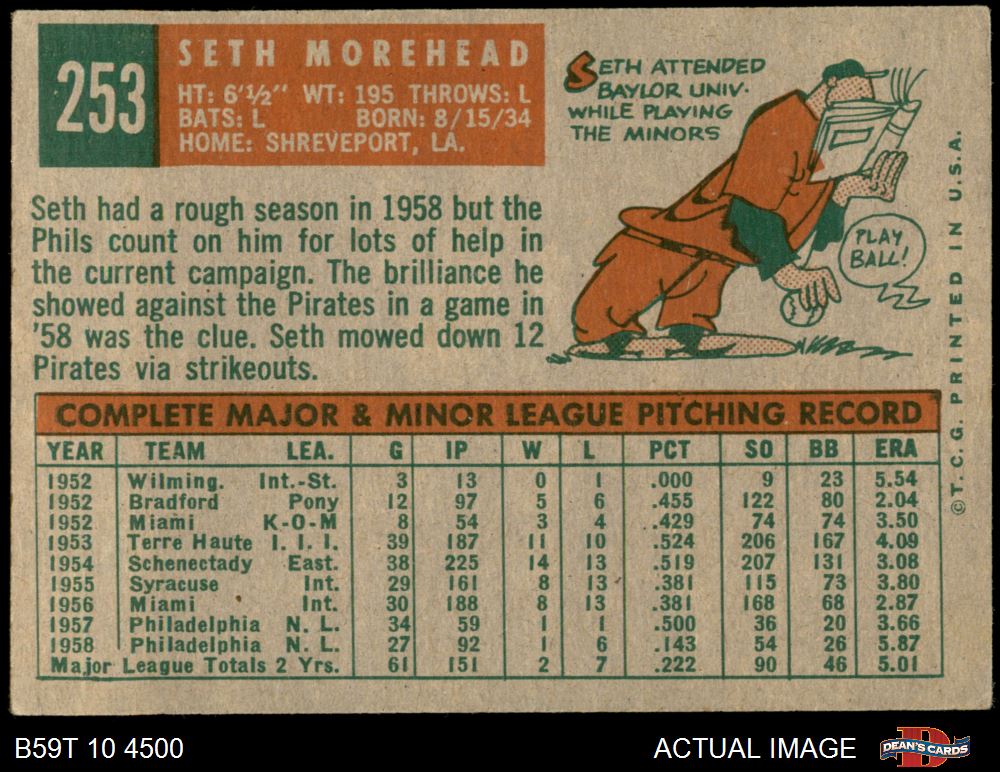 253
SETH MOREHEAD
HT: 6'½" WT: 195 THROWS: L
BATS: L BORN: 8/15/34
HOME: SHREVEPORT, LA.
SETH ATTENDED
BAYLOR UNIV.
WHILE PLAYING
THE MINORS
PLAY
BALL!
Seth had a rough season in 1958 but the
Phils count on him for lots of help in
the current campaign. The brilliance he
showed against the Pirates in a game in
'58 was the clue. Seth mowed down 12
Pirates via strikeouts.
COMPLETE MAJOR & MINOR LEAGUE PITCHING RECORD
YEAR TEAM LEA. G IP W L PCT SO BB ERA
1952 Wilming. Int.-St. 3 13 0 1 .000 9 23 5.54
1952 Bradford Pony 12 97 5 6 .455 122 80 2.04
1952 Miami K-O-M 8 54 3 4 .429 74 74 3.50
1953 Terre Haute I. I. I. 39 187 11 10 .524 206 167 4.09
1954 Schenectady East. 38 225 14 13 .519 207 131 3.08
1955 Syracuse Int. 29 161 8 13 .381 115 73 3.80
1956 Miami Int. 30 188 8 13 .381 168 68 2.87
1957 Philadelphia N. L. 34 59 1 1 .500 36 20 3.66
1958 Philadelphia N. L. 27 92 1 6 .143 54 26 5.87
Major League Totals 2 Yrs. 61 151 2 7 .222 90 46 5.01
© T. C. G. PRINTED IN U.S.A.
B59T 10 4500
ACTUAL IMAGE
DEAN'S CARDS